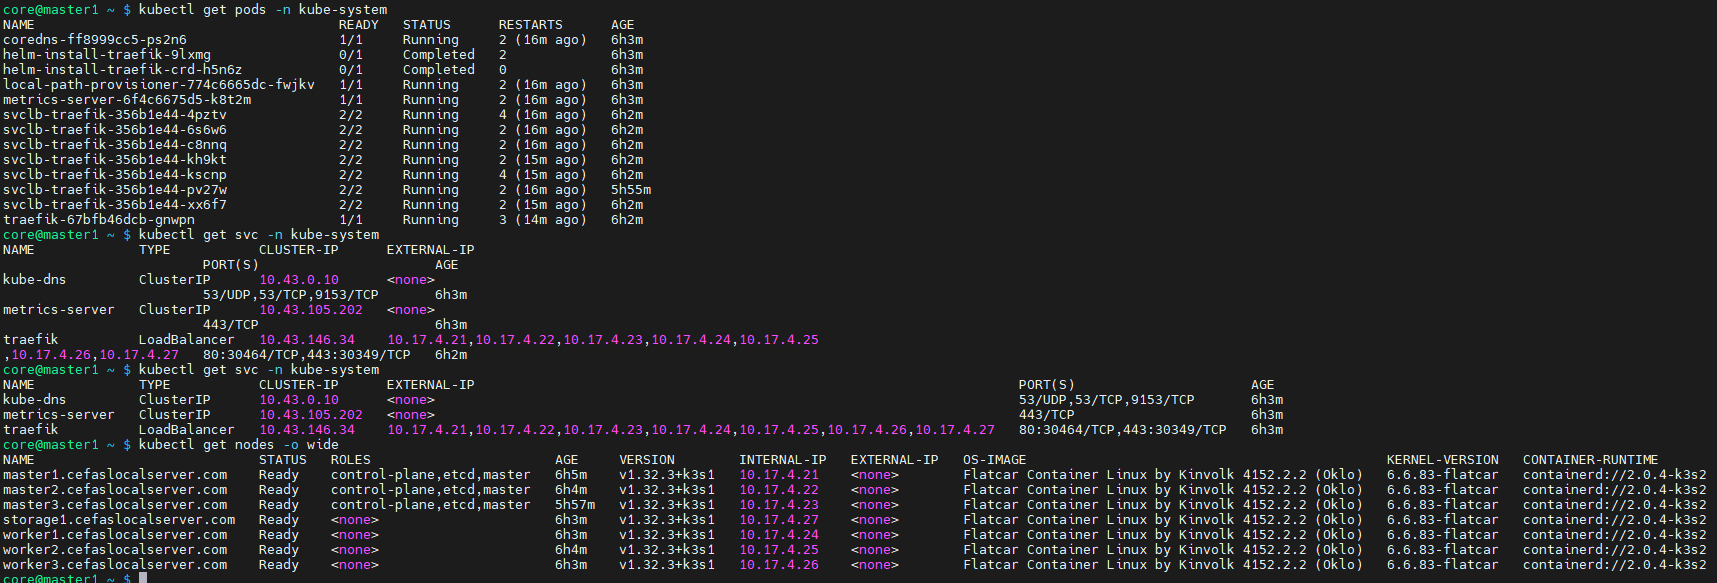 core@master1 ~ $ kubectl get pods -n kube-system
NAME READY STATUS RESTARTS AGE
coredns-ff8999cc5-ps2n6 1/1 Running 2 (16m ago) 6h3m
helm-install-traefik-9lxmg 0/1 Completed 2 6h3m
helm-install-traefik-crd-h5n6z 0/1 Completed 0 6h3m
local-path-provisioner-774c6665dc-fwjkv 1/1 Running 2 (16m ago) 6h3m
metrics-server-6f4c6675d5-k8t2m 1/1 Running 2 (16m ago) 6h3m
svclb-traefik-356b1e44-4pztv 2/2 Running 4 (16m ago) 6h2m
svclb-traefik-356b1e44-6s6w6 2/2 Running 2 (16m ago) 6h2m
svclb-traefik-356b1e44-c8nnq 2/2 Running 2 (16m ago) 6h2m
svclb-traefik-356b1e44-kh9kt 2/2 Running 2 (15m ago) 6h2m
svclb-traefik-356b1e44-kscnp 2/2 Running 4 (15m ago) 6h2m
svclb-traefik-356b1e44-pv27w 2/2 Running 2 (16m ago) 5h55m
svclb-traefik-356b1e44-xx6f7 2/2 Running 2 (15m ago) 6h2m
traefik-67bfb46dcb-gnwpn 1/1 Running 3 (14m ago) 6h2m
core@master1 ~ $ kubectl get svc -n kube-system
NAME TYPE CLUSTER-IP EXTERNAL-IP
PORT(S) AGE
kube-dns ClusterIP 10.43.0.10 <none>
53/UDP,53/TCP,9153/TCP 6h3m
metrics-server ClusterIP 10.43.105.202 <none>
443/TCP 6h3m
traefik LoadBalancer 10.43.146.34 10.17.4.21,10.17.4.22,10.17.4.23,10.17.4.24,10.17.4.25
,10.17.4.26,10.17.4.27 80:30464/TCP,443:30349/TCP 6h2m
core@master1 ~ $ kubectl get svc -n kube-system
NAME TYPE CLUSTER-IP EXTERNAL-IP PORT(S) AGE
kube-dns ClusterIP 10.43.0.10 <none> 53/UDP,53/TCP,9153/TCP 6h3m
metrics-server ClusterIP 10.43.105.202 <none> 443/TCP 6h3m
traefik LoadBalancer 10.43.146.34 10.17.4.21,10.17.4.22,10.17.4.23,10.17.4.24,10.17.4.25,10.17.4.26,10.17.4.27 80:30464/TCP,443:30349/TCP 6h3m
core@master1 ~ $ kubectl get nodes -o wide
NAME STATUS ROLES AGE VERSION INTERNAL-IP EXTERNAL-IP OS-IMAGE KERNEL-VERSION CONTAINER-RUNTIME
master1.cefaslocalserver.com Ready control-plane,etcd,master 6h5m v1.32.3+k3s1 10.17.4.21 <none> Flatcar Container Linux by Kinvolk 4152.2.2 (Oklo) 6.6.83-flatcar containerd://2.0.4-k3s2
master2.cefaslocalserver.com Ready control-plane,etcd,master 6h4m v1.32.3+k3s1 10.17.4.22 <none> Flatcar Container Linux by Kinvolk 4152.2.2 (Oklo) 6.6.83-flatcar containerd://2.0.4-k3s2
master3.cefaslocalserver.com Ready control-plane,etcd,master 5h57m v1.32.3+k3s1 10.17.4.23 <none> Flatcar Container Linux by Kinvolk 4152.2.2 (Oklo) 6.6.83-flatcar containerd://2.0.4-k3s2
storage1.cefaslocalserver.com Ready <none> 6h3m v1.32.3+k3s1 10.17.4.27 <none> Flatcar Container Linux by Kinvolk 4152.2.2 (Oklo) 6.6.83-flatcar containerd://2.0.4-k3s2
worker1.cefaslocalserver.com Ready <none> 6h3m v1.32.3+k3s1 10.17.4.24 <none> Flatcar Container Linux by Kinvolk 4152.2.2 (Oklo) 6.6.83-flatcar containerd://2.0.4-k3s2
worker2.cefaslocalserver.com Ready <none> 6h4m v1.32.3+k3s1 10.17.4.25 <none> Flatcar Container Linux by Kinvolk 4152.2.2 (Oklo) 6.6.83-flatcar containerd://2.0.4-k3s2
worker3.cefaslocalserver.com Ready <none> 6h3m v1.32.3+k3s1 10.17.4.26 <none> Flatcar Container Linux by Kinvolk 4152.2.2 (Oklo) 6.6.83-flatcar containerd://2.0.4-k3s2
core@master1 ~ $